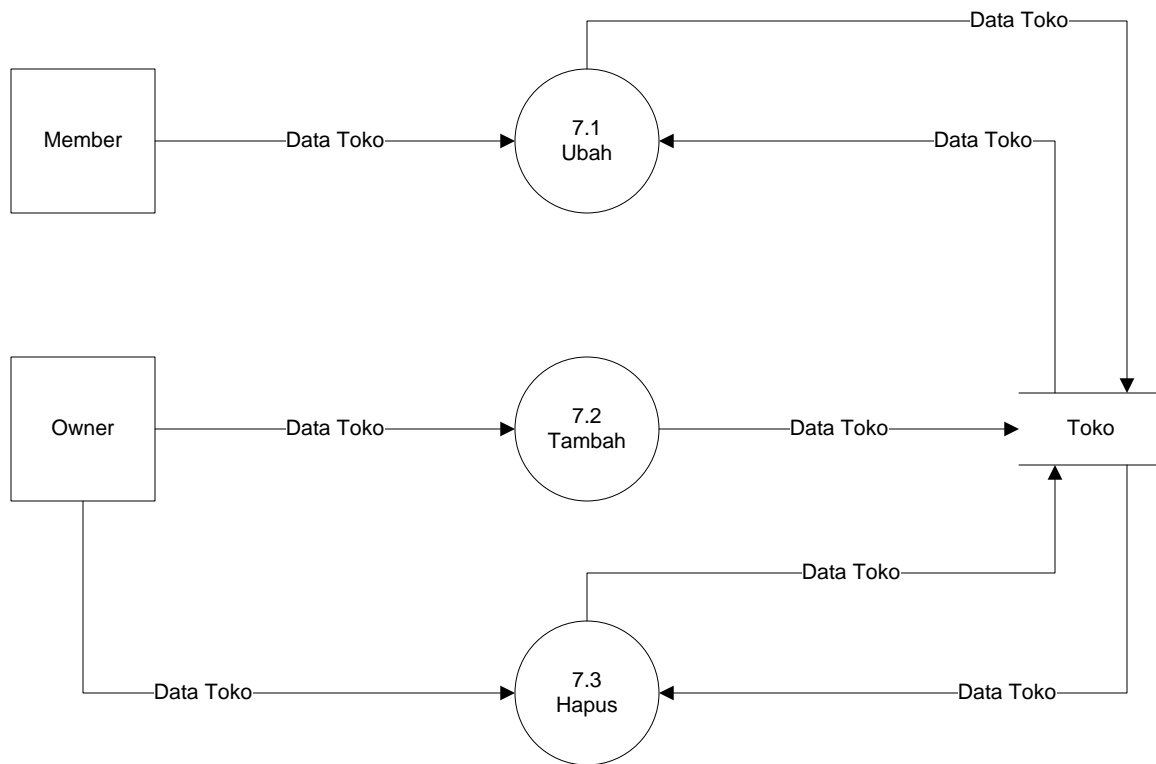 Data Toko
Member
Data Toko
7.1
Ubah
Data Toko
Owner
Data Toko
7.2
Tambah
Data Toko
Toko
Data Toko
Data Toko
7.3
Hapus
Data Toko